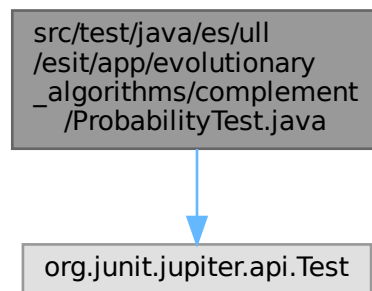 src/test/java/es/ull
/esit/app/evolutionary
_algorithms/complement
/ProbabilityTest.java
org.junit.jupiter.api.Test